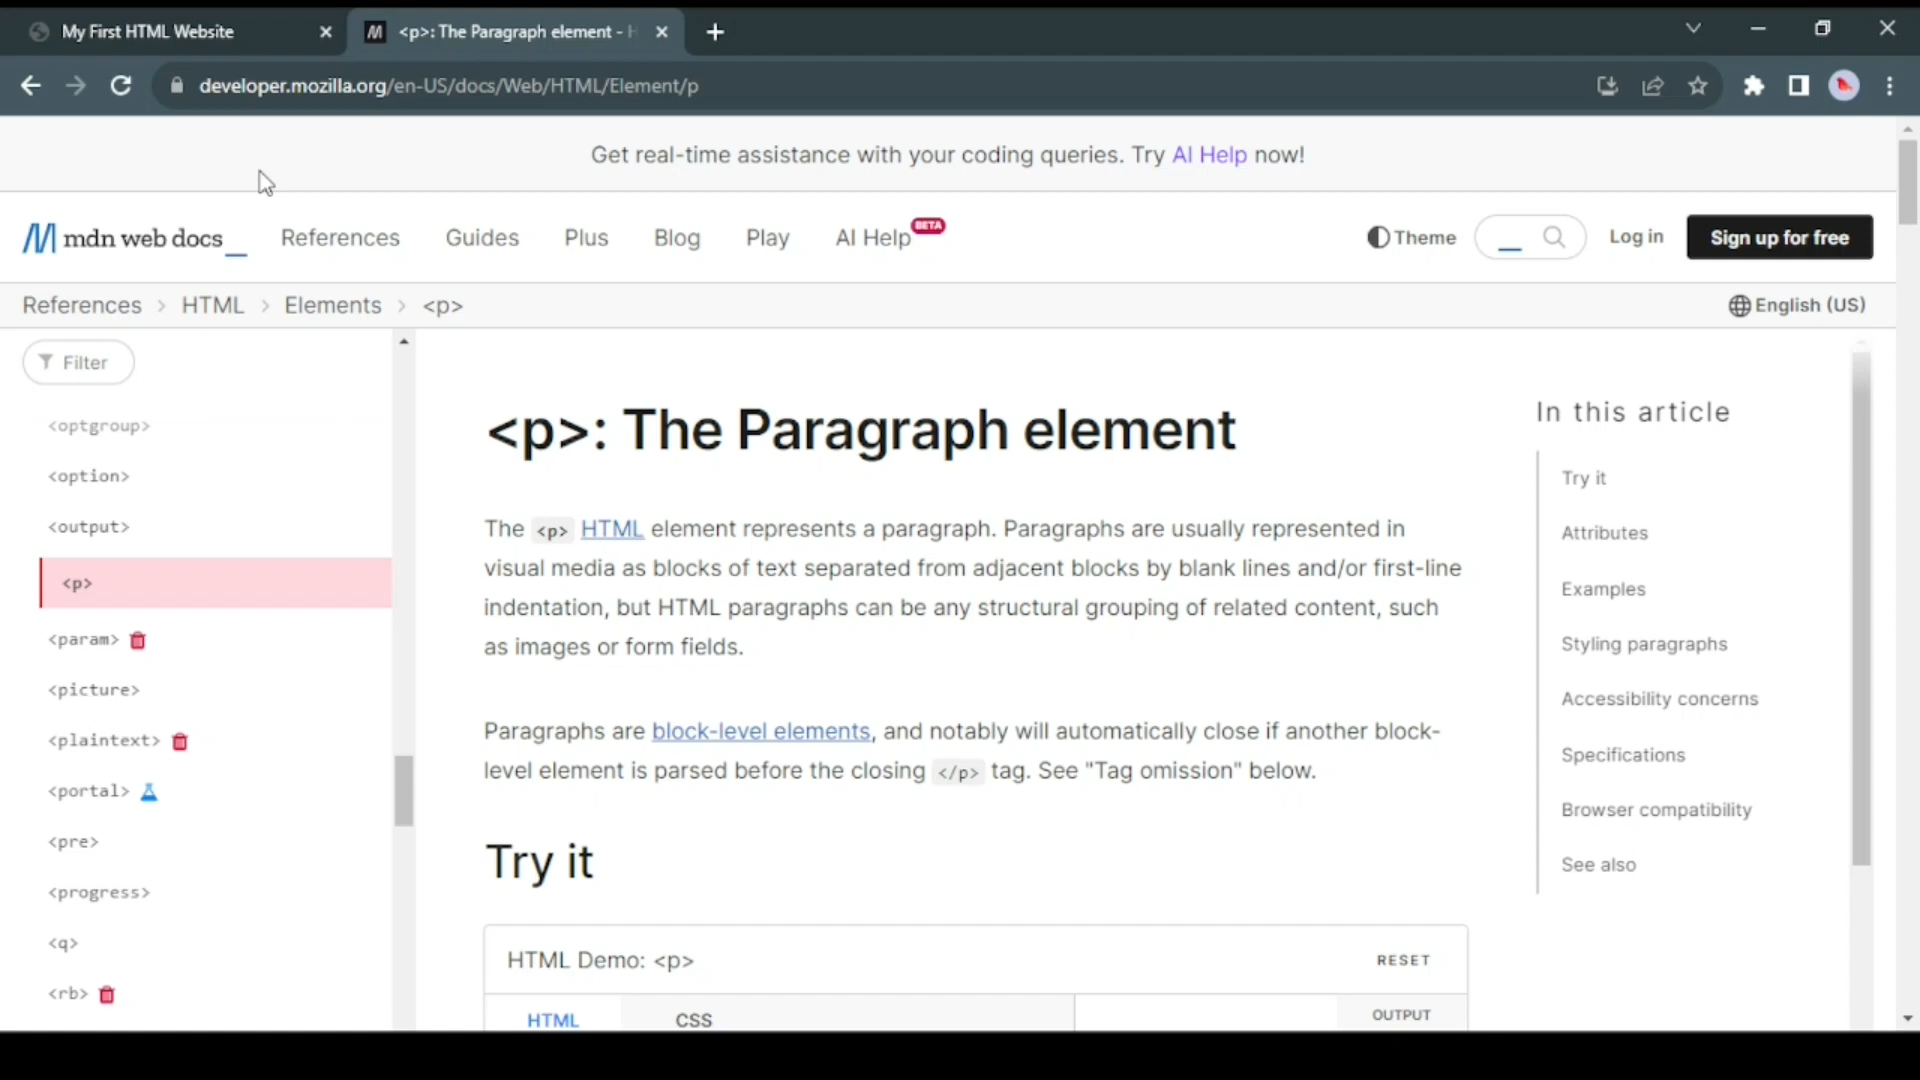 My First HTML Website
<p>: The Paragraph element -
developer.mozilla.org/en-US/docs/Web/HTML/Element/p
Get real-time assistance with your coding queries. Try AI Help now!
mdn web docs_
References
Guides
Plus
Blog
Play
AI Help
BETA
Theme
Log in
Sign up for free
References > HTML > Elements > <p>
English (US)
Filter
<optgroup>
<option>
<output>
<p>
<param>
<picture>
<plaintext>
<portal>
<pre>
<progress>
<q>
<rb>
<p>: The Paragraph element
The <p> HTML element represents a paragraph. Paragraphs are usually represented in
visual media as blocks of text separated from adjacent blocks by blank lines and/or first-line
indentation, but HTML paragraphs can be any structural grouping of related content, such
as images or form fields.
Paragraphs are block-level elements, and notably will automatically close if another block-
level element is parsed before the closing </p> tag. See "Tag omission" below.
Try it
HTML Demo: <p>
RESET
HTML
CSS
OUTPUT
In this article
Try it
Attributes
Examples
Styling paragraphs
Accessibility concerns
Specifications
Browser compatibility
See also